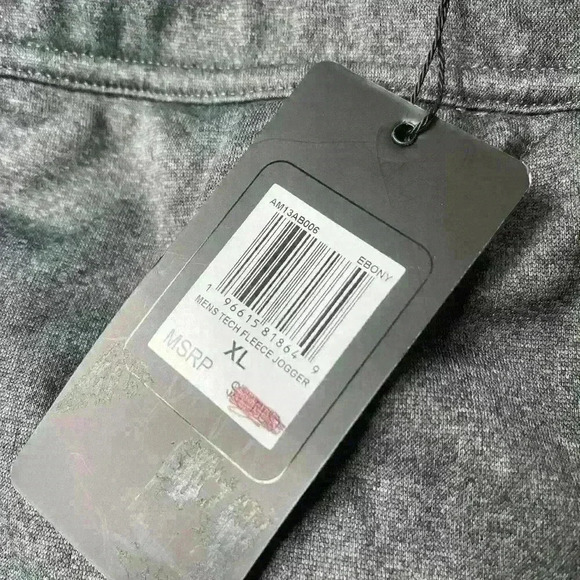 AM13AB006
EBONY
1 96615 81864 9
MENS TECH FLEECE JOGGER
XL
MSRP